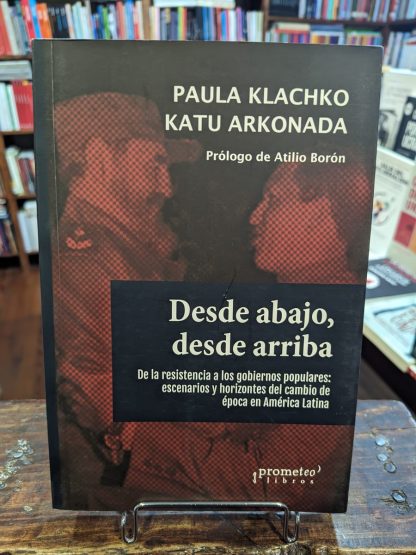 PAULA KLACHKO
KATU ARKONADA
Prólogo de Atilio Borón
Desde abajo,
desde arriba
De la resistencia a los gobiernos populares:
escenarios y horizontes del cambio de
época en América Latina
prometeo
libros